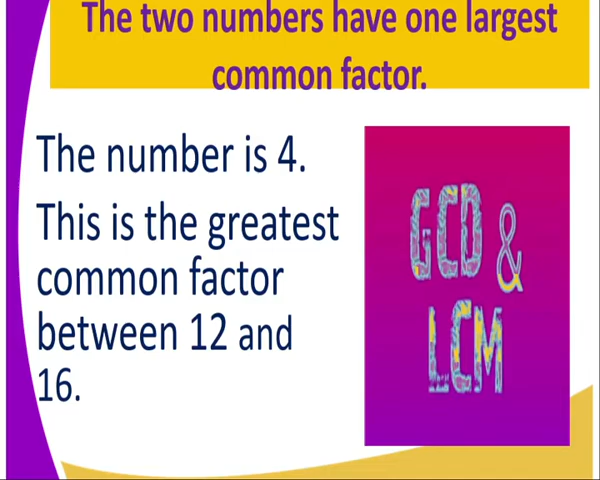 The two numbers have one largest
common factor.
The number is 4.
This is the greatest
common factor
between 12 and
16.
GCD &
LCM